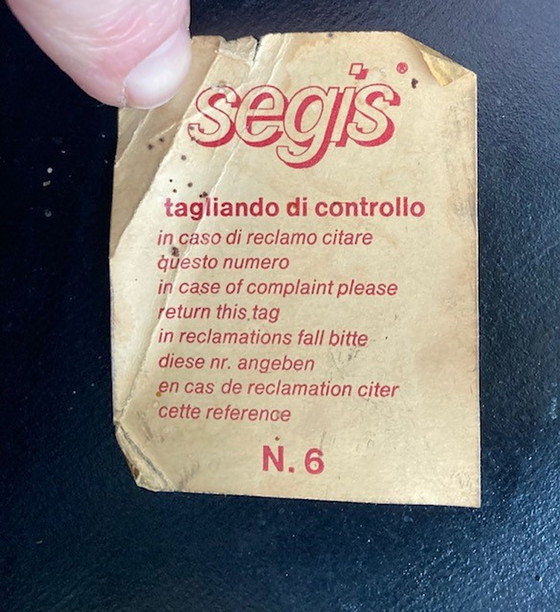 segis®
tagliando di controllo
in caso di reclamo citare
questo numero
in case of complaint please
return this tag
in reclamations fall bitte
diese nr. angeben
en cas de reclamation citer
cette reference
N. 6